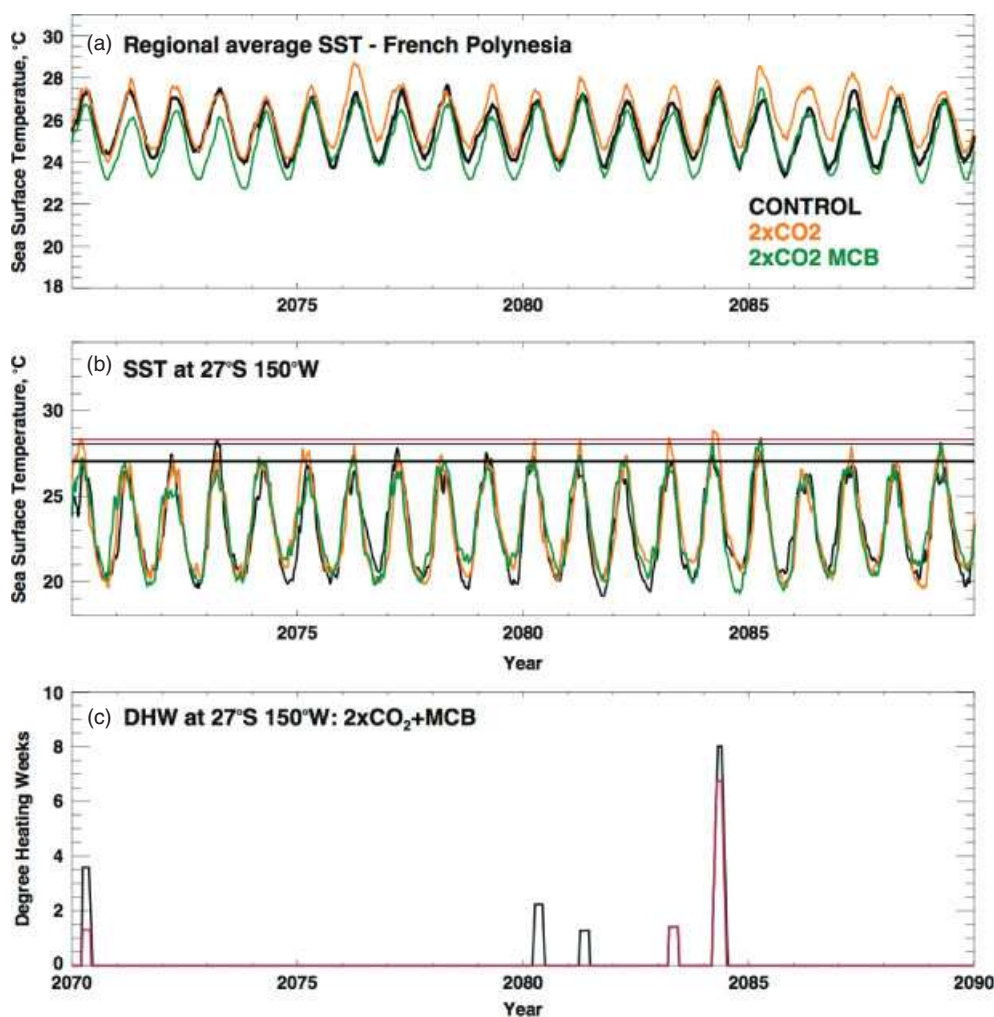 (a) Regional average SST - French Polynesia
Sea Surface Temperatue, °C
30
28
26
24
22
20
18
CONTROL
2xCO2
2xCO2 MCB
2075 2080 2085
(b) SST at 27°S 150°W
Sea Surface Temperature, °C
30
25
20
2075 2080 2085
Year
(c) DHW at 27°S 150°W: 2xCO₂+MCB
Degree Heating Weeks
10
8
6
4
2
0
2070 2075 2080 2085 2090
Year